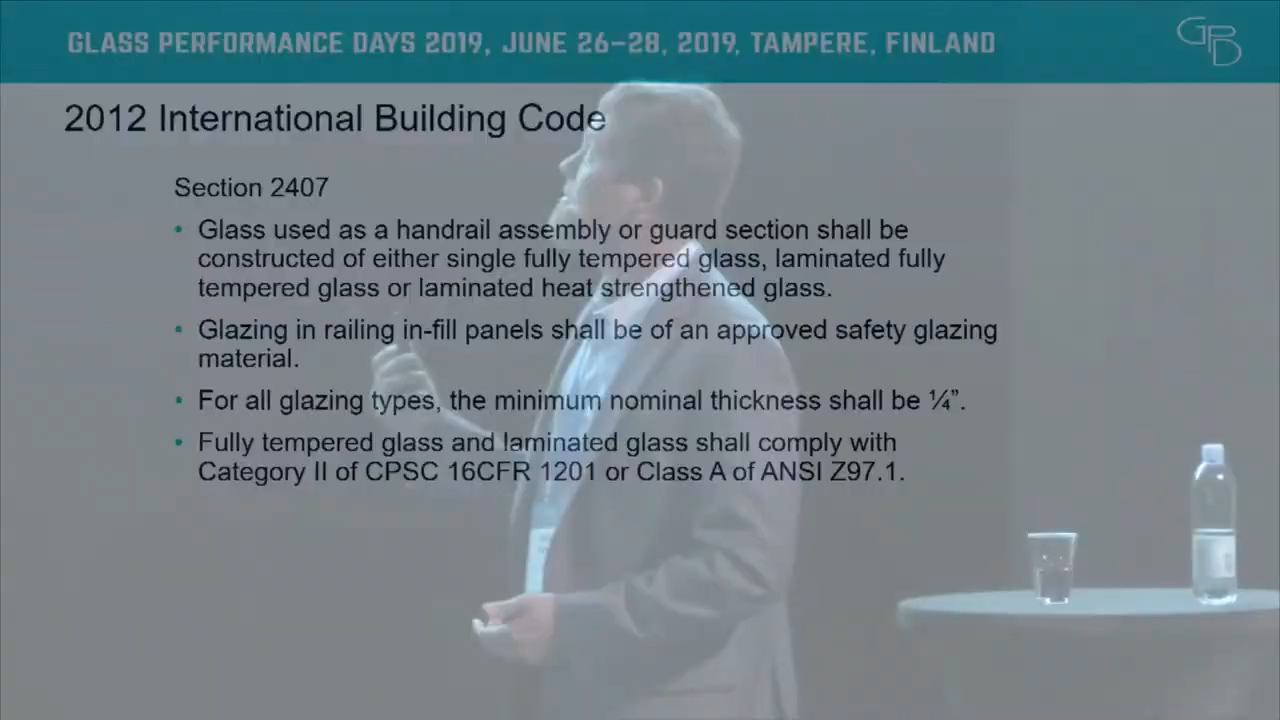 GLASS PERFORMANCE DAYS 2019, JUNE 26–28, 2019, TAMPERE, FINLAND
GPD
2012 International Building Code
Section 2407
• Glass used as a handrail assembly or guard section shall be
constructed of either single fully tempered glass, laminated fully
tempered glass or laminated heat strengthened glass.
• Glazing in railing in-fill panels shall be of an approved safety glazing
material.
• For all glazing types, the minimum nominal thickness shall be ¼”.
• Fully tempered glass and laminated glass shall comply with
Category II of CPSC 16CFR 1201 or Class A of ANSI Z97.1.